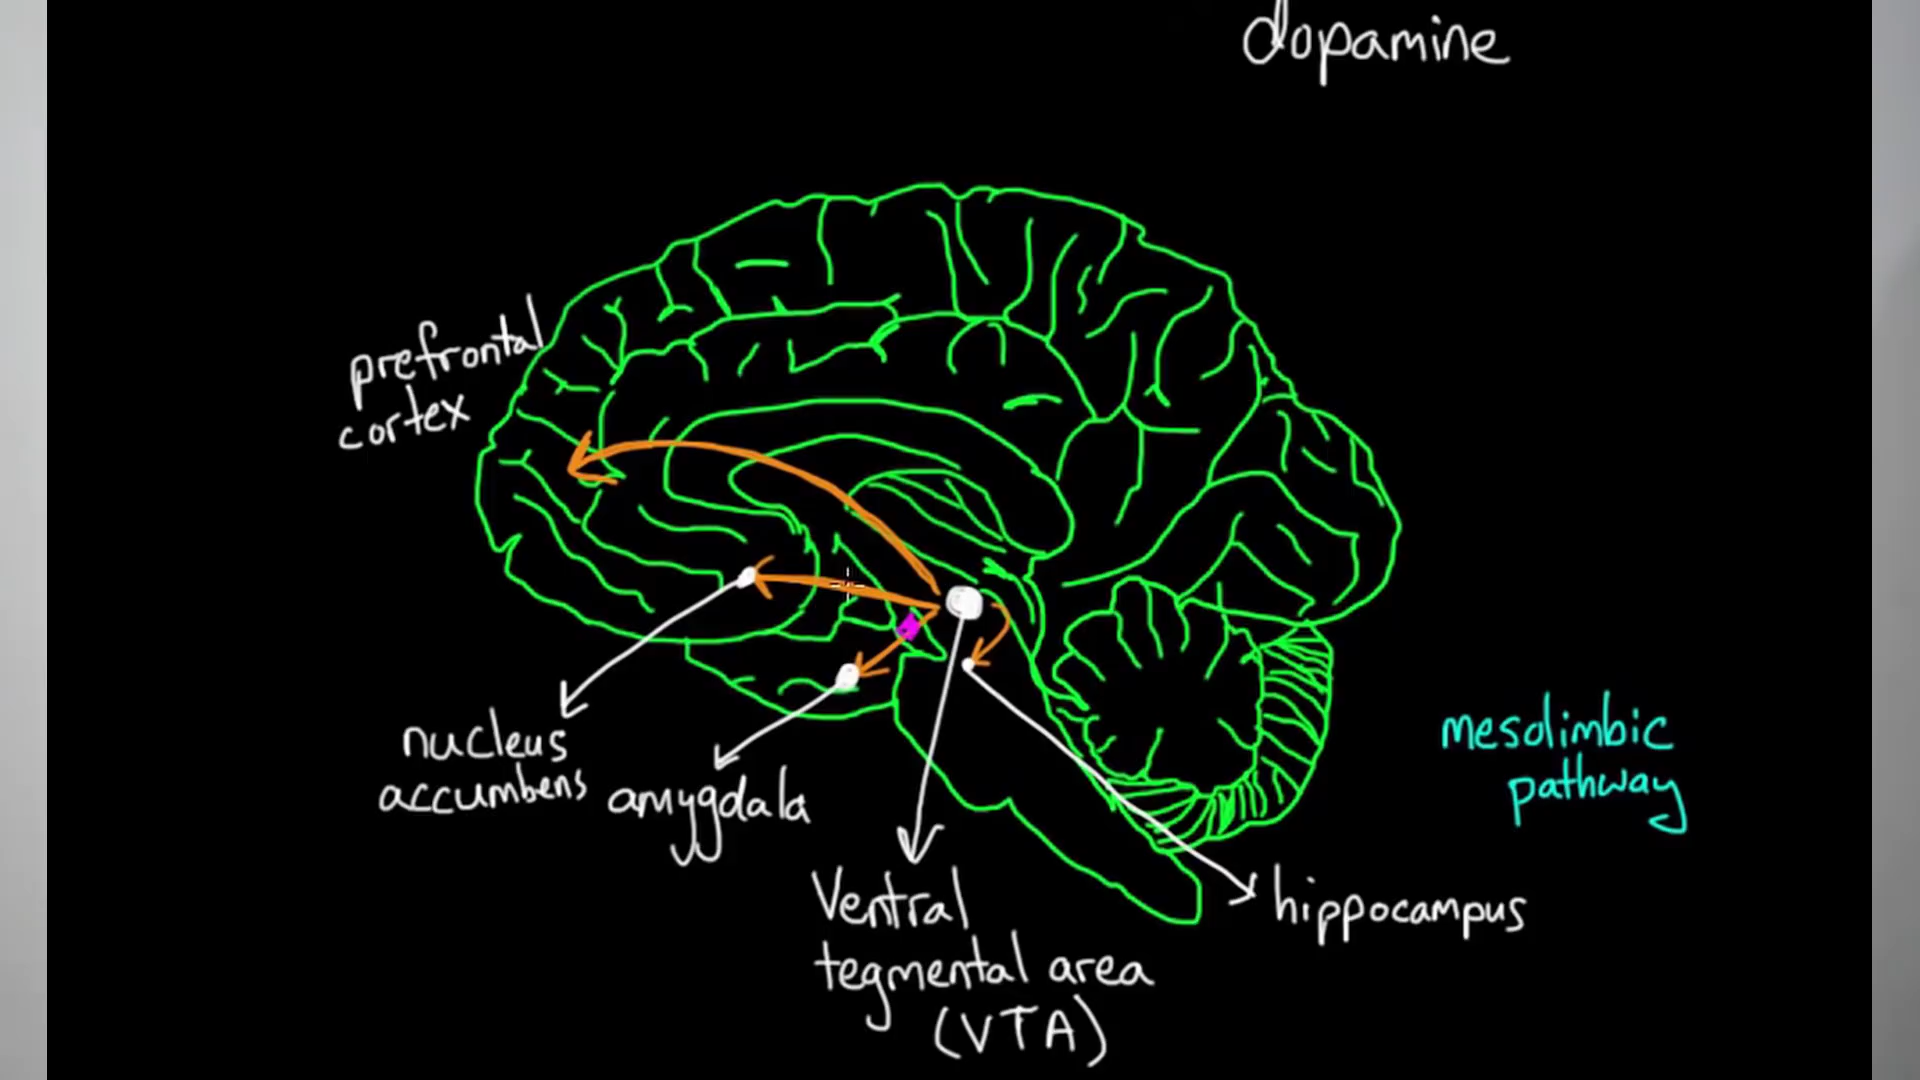 dopamine
prefrontal
cortex
nucleus
accumbens
amygdala
Ventral
tegmental area
(VTA)
hippocampus
mesolimbic
pathway